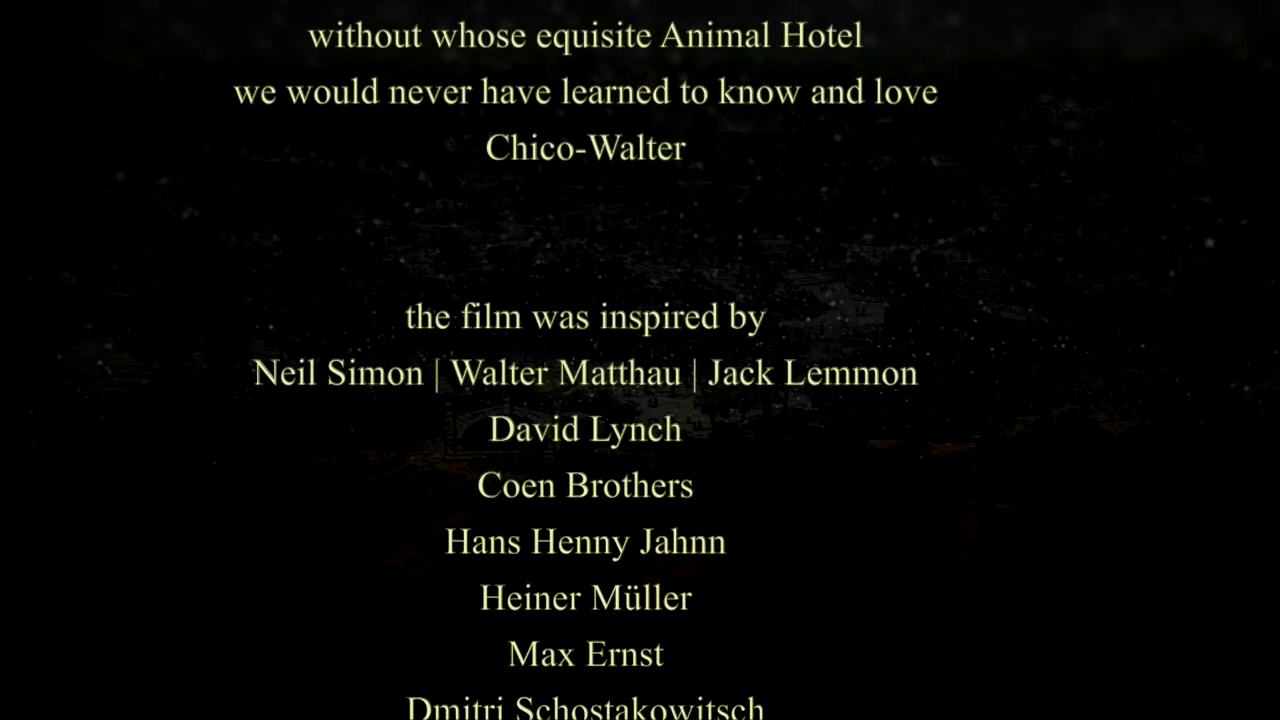 without whose equisite Animal Hotel
we would never have learned to know and love
Chico-Walter
the film was inspired by
Neil Simon | Walter Matthau | Jack Lemmon
David Lynch
Coen Brothers
Hans Henny Jahnn
Heiner Müller
Max Ernst
Dmitri Schostakowitsch